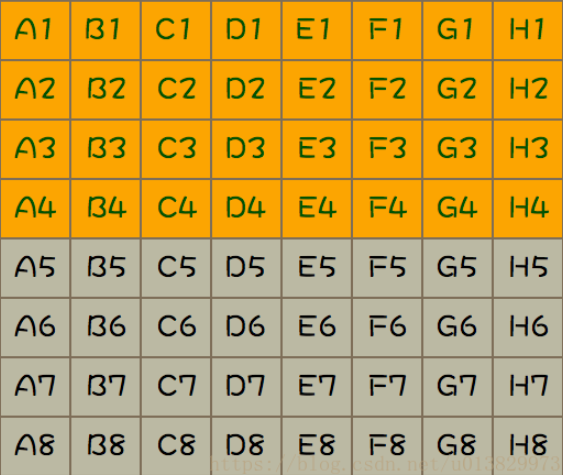 A1 B1 C1 D1 E1 F1 G1 H1
A2 B2 C2 D2 E2 F2 G2 H2
A3 B3 C3 D3 E3 F3 G3 H3
A4 B4 C4 D4 E4 F4 G4 H4
A5 B5 C5 D5 E5 F5 G5 H5
A6 B6 C6 D6 E6 F6 G6 H6
A7 B7 C7 D7 E7 F7 G7 H7
A8 B8 C8 D8 E8 F8 G8 H8
https://blog.csdn.net/u013829973